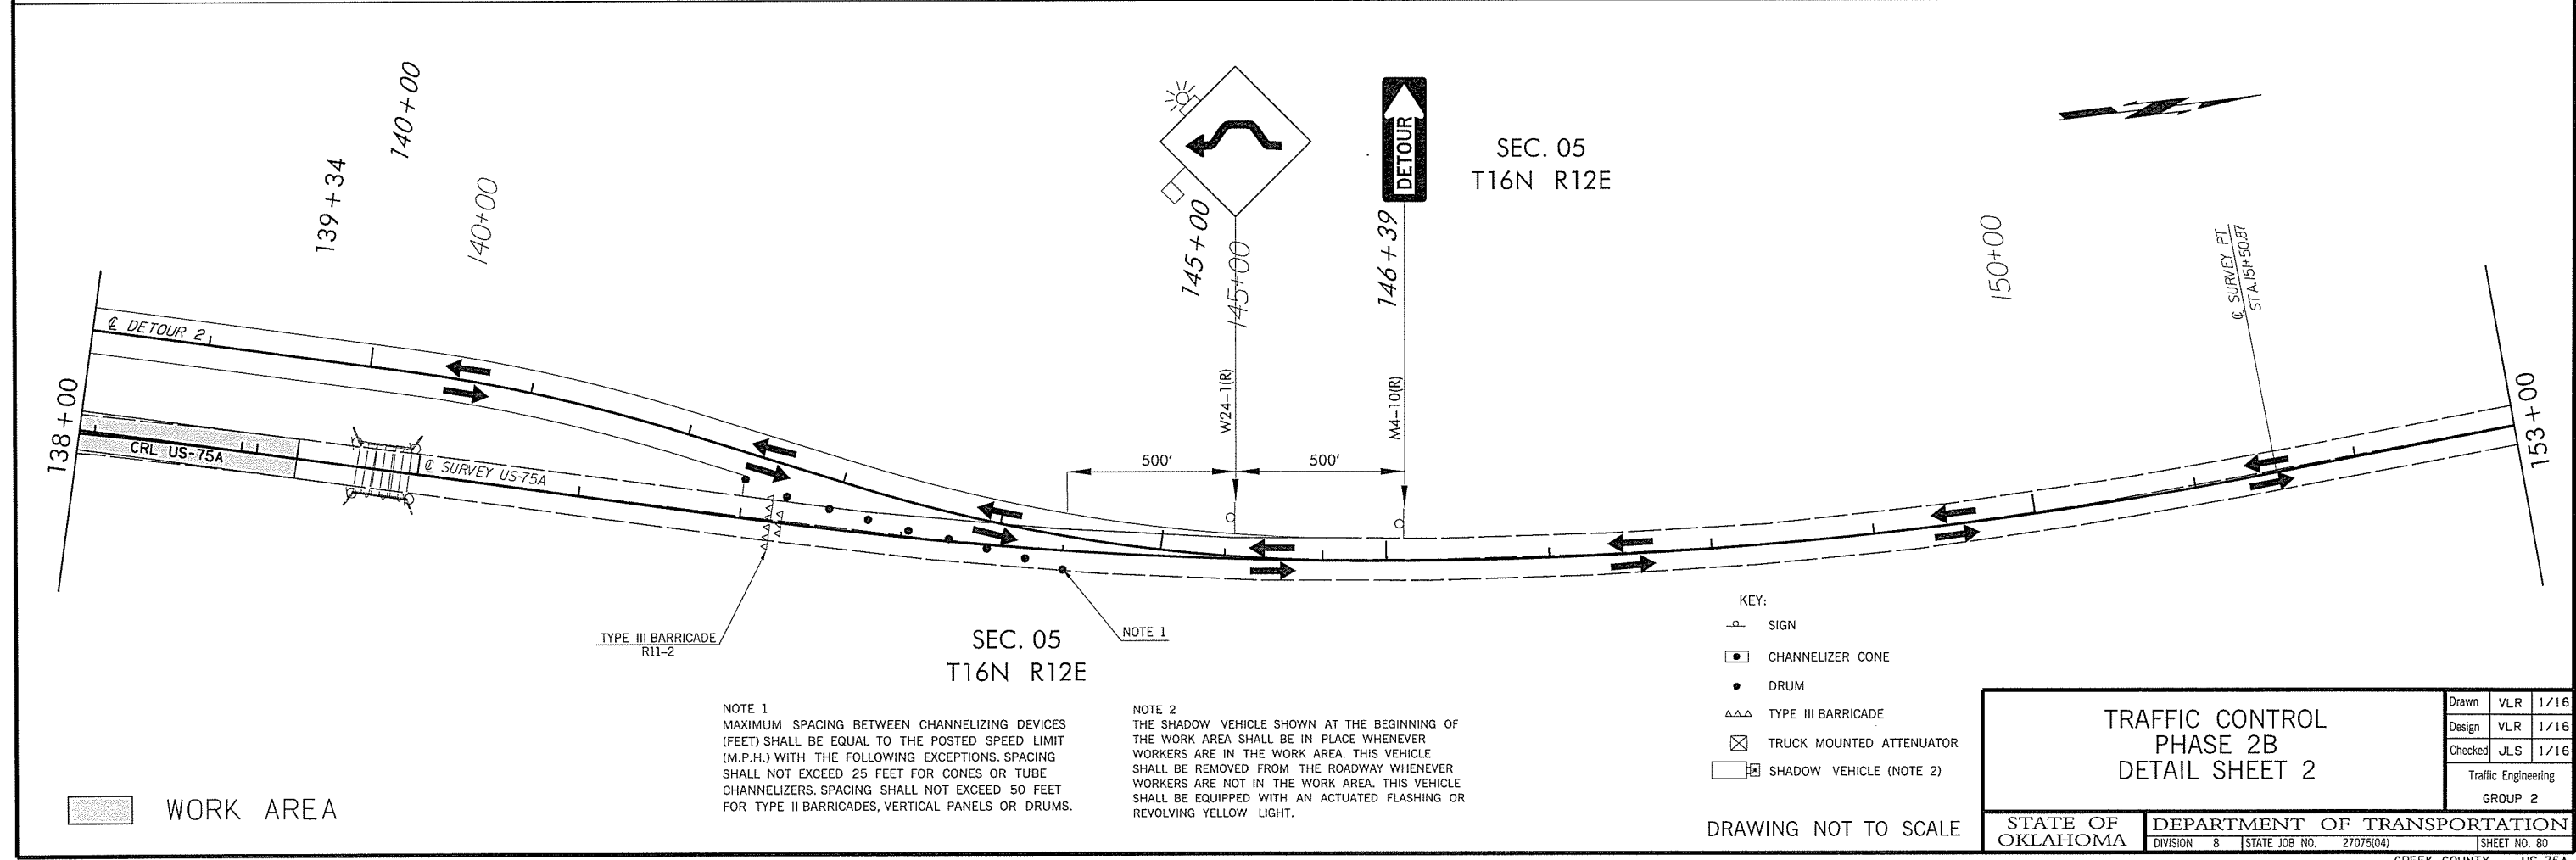 140+00
139+34
140+00
145+00
145+00
DETOUR
146+39
SEC. 05
T16N R12E
150+00
℄ SURVEY PT
STA.151+50.87
138+00
℄ DETOUR 2
CRL US-75A
℄ SURVEY US-75A
W24-1(R)
M4-10(R)
500'
500'
153+00
TYPE III BARRICADE
R11-2
SEC. 05
T16N R12E
NOTE 1
KEY:
SIGN
CHANNELIZER CONE
DRUM
TYPE III BARRICADE
TRUCK MOUNTED ATTENUATOR
SHADOW VEHICLE (NOTE 2)
NOTE 1
MAXIMUM SPACING BETWEEN CHANNELIZING DEVICES
(FEET) SHALL BE EQUAL TO THE POSTED SPEED LIMIT
(M.P.H.) WITH THE FOLLOWING EXCEPTIONS. SPACING
SHALL NOT EXCEED 25 FEET FOR CONES OR TUBE
CHANNELIZERS. SPACING SHALL NOT EXCEED 50 FEET
FOR TYPE II BARRICADES, VERTICAL PANELS OR DRUMS.
NOTE 2
THE SHADOW VEHICLE SHOWN AT THE BEGINNING OF
THE WORK AREA SHALL BE IN PLACE WHENEVER
WORKERS ARE IN THE WORK AREA. THIS VEHICLE
SHALL BE REMOVED FROM THE ROADWAY WHENEVER
WORKERS ARE NOT IN THE WORK AREA. THIS VEHICLE
SHALL BE EQUIPPED WITH AN ACTUATED FLASHING OR
REVOLVING YELLOW LIGHT.
WORK AREA
DRAWING NOT TO SCALE
TRAFFIC CONTROL
PHASE 2B
DETAIL SHEET 2
Drawn VLR 1/16
Design VLR 1/16
Checked JLS 1/16
Traffic Engineering
GROUP 2
STATE OF
OKLAHOMA
DEPARTMENT OF TRANSPORTATION
DIVISION 8 STATE JOB NO. 27075(04) SHEET NO. 80
CREEK COUNTY US-75A